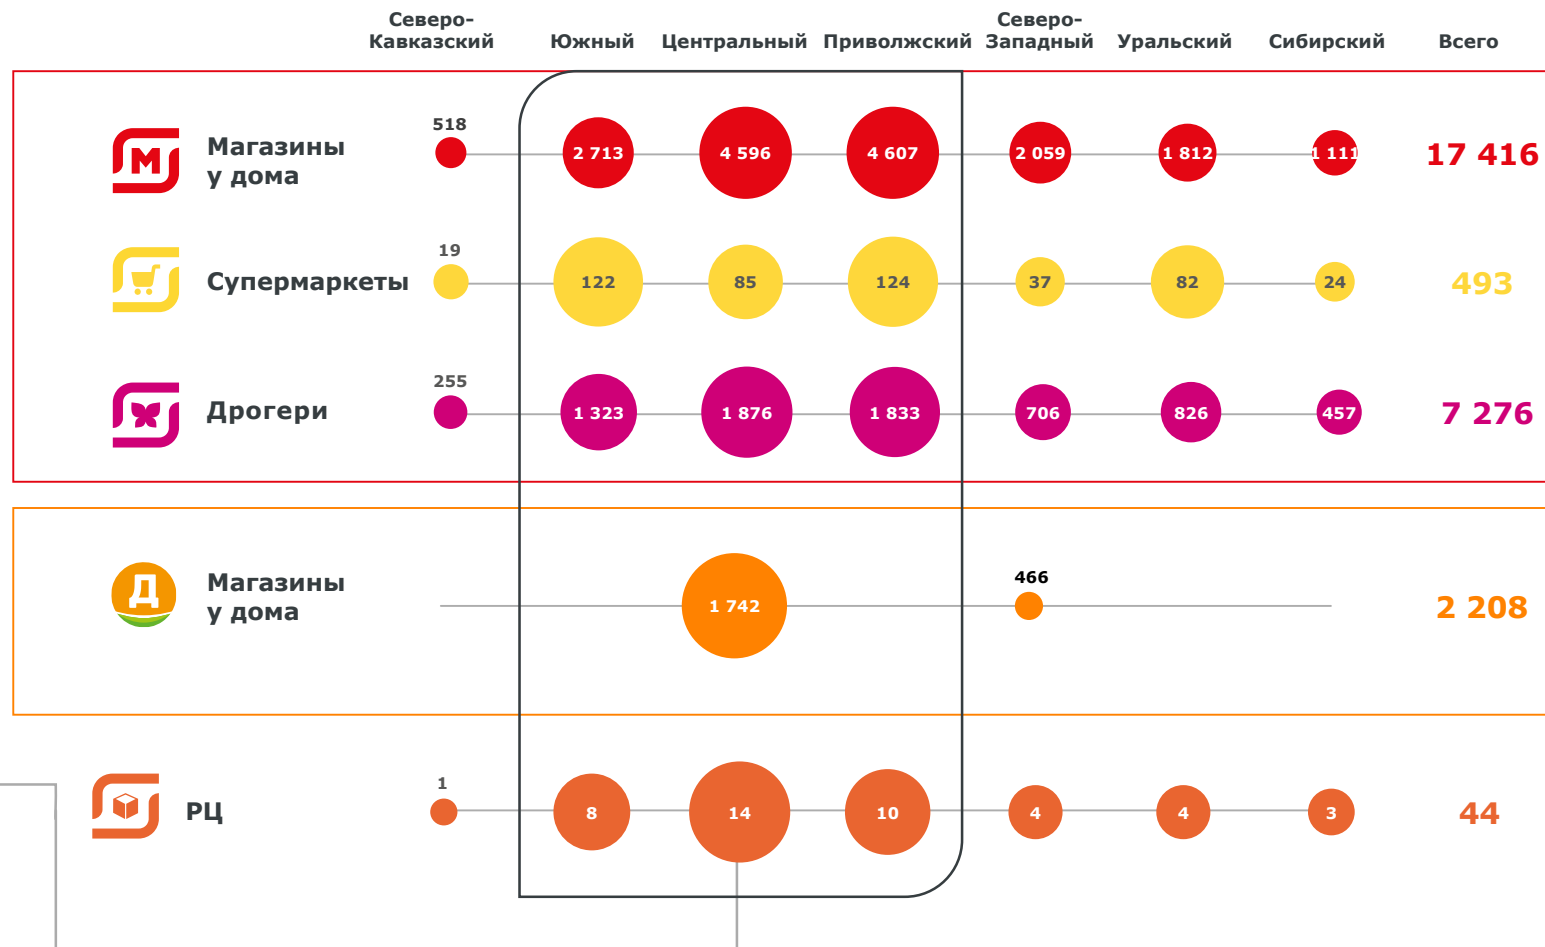 Северо-
Кавказский
Южный
Центральный
Приволжский
Северо-
Западный
Уральский
Сибирский
Всего
М
Магазины
у дома
518
2 713
4 596
4 607
2 059
1 812
1 111
17 416
Супермаркеты
19
122
85
124
37
82
24
493
Дрогери
255
1 323
1 876
1 833
706
826
457
7 276
Д
Магазины
у дома
1 742
466
2 208
РЦ
1
8
14
10
4
4
3
44